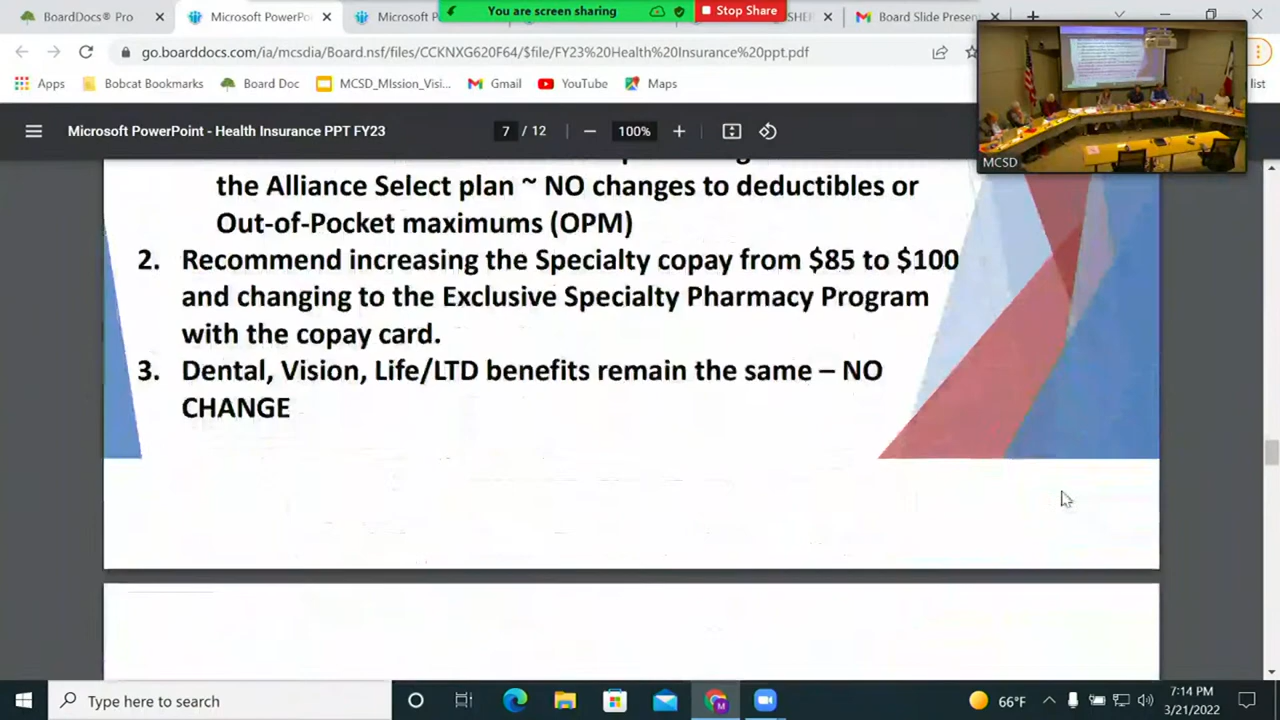 BoardDocs® Pro
Microsoft PowerPo
Microsoft P
You are screen sharing
Stop Share
SHE
Board Slide Presen
go.boarddocs.com/ia/mcsdia/Board.
XG620F64/$file/FY23%20Health%20Insurance%20ppt.pdf
Apps
Bobcat Bookmarks
Board Doc
MCSD_Board_Visi...
Gmail
YouTube
Maps
list
Microsoft PowerPoint - Health Insurance PPT FY23
7 / 12
100%
MCSD
the Alliance Select plan ~ NO changes to deductibles or
Out-of-Pocket maximums (OPM)
2. Recommend increasing the Specialty copay from $85 to $100
and changing to the Exclusive Specialty Pharmacy Program
with the copay card.
3. Dental, Vision, Life/LTD benefits remain the same – NO
CHANGE
Type here to search
66°F
7:14 PM
3/21/2022